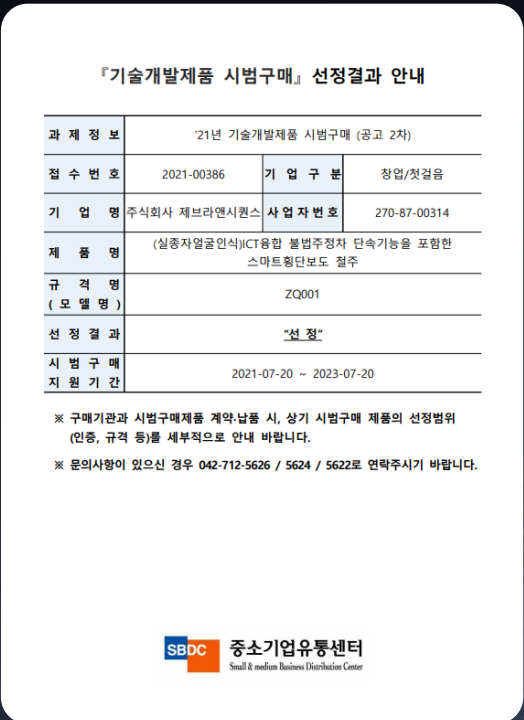 『기술개발제품 시범구매』 선정결과 안내
과 제 정 보 '21년 기술개발제품 시범구매 (공고 2차)
접 수 번 호 2021-00386 기 업 구 분 창업/첫걸음
기 업 명 주식회사 제브라앤시퀀스 사업자번호 270-87-00314
제 품 명 (실종자얼굴인식)ICT융합 불법주정차 단속기능을 포함한
스마트횡단보도 철주
규 격 명
( 모 델 명 ) ZQ001
선 정 결 과 “선 정”
시 범 구 매
지 원 기 간 2021-07-20 ~ 2023-07-20
※ 구매기관과 시범구매제품 계약·납품 시, 상기 시범구매 제품의 선정범위
(인증, 규격 등)를 세부적으로 안내 바랍니다.
※ 문의사항이 있으신 경우 042-712-5626 / 5624 / 5622로 연락주시기 바랍니다.
SBDC 중소기업유통센터
Small & medium Business Distribution Center